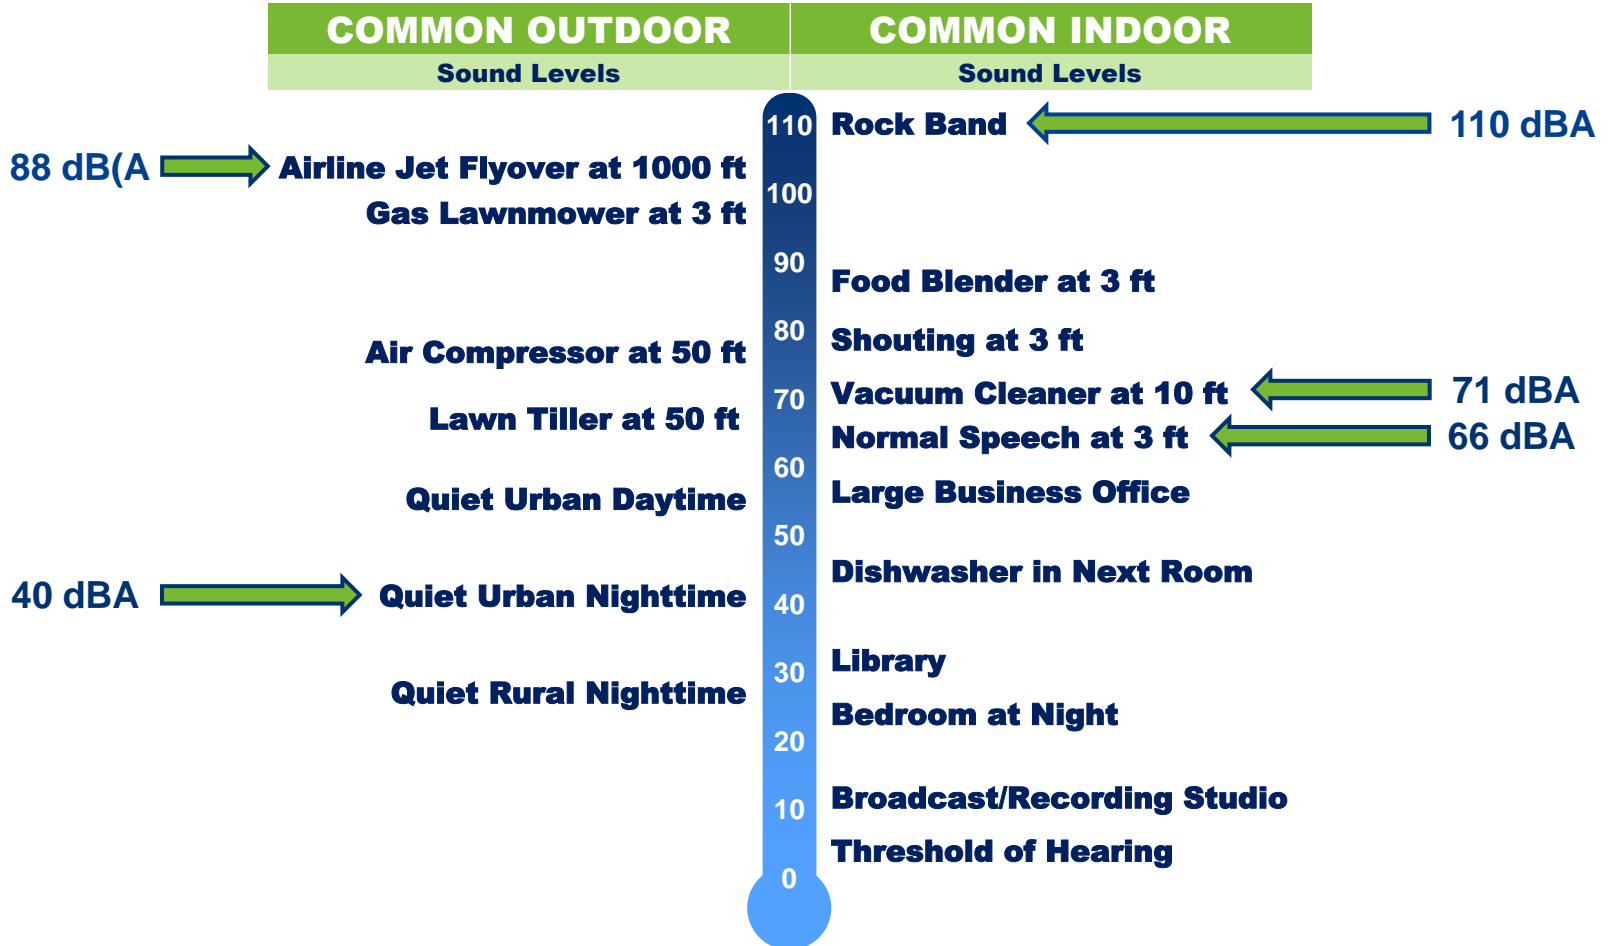 COMMON OUTDOOR
COMMON INDOOR
Sound Levels
Sound Levels
110
Rock Band
110 dBA
88 dB(A
Airline Jet Flyover at 1000 ft
100
Gas Lawnmower at 3 ft
90
Food Blender at 3 ft
80
Shouting at 3 ft
Air Compressor at 50 ft
70
Vacuum Cleaner at 10 ft
71 dBA
Lawn Tiller at 50 ft
Normal Speech at 3 ft
66 dBA
60
Large Business Office
Quiet Urban Daytime
50
Dishwasher in Next Room
40 dBA
Quiet Urban Nighttime
40
Library
30
Quiet Rural Nighttime
Bedroom at Night
20
Broadcast/Recording Studio
10
Threshold of Hearing
0